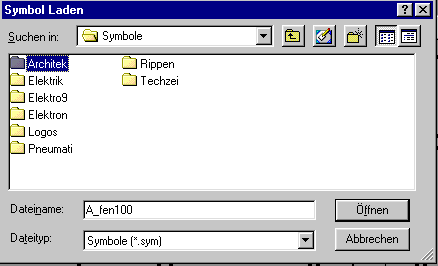 Symbol Laden
Suchen in: Symbole
Architek
Elektrik
Elektro9
Elektron
Logos
Pneumati
Rippen
Techzei
Dateiname: A_fen100 Öffnen
Dateityp: Symbole (*.sym) Abbrechen